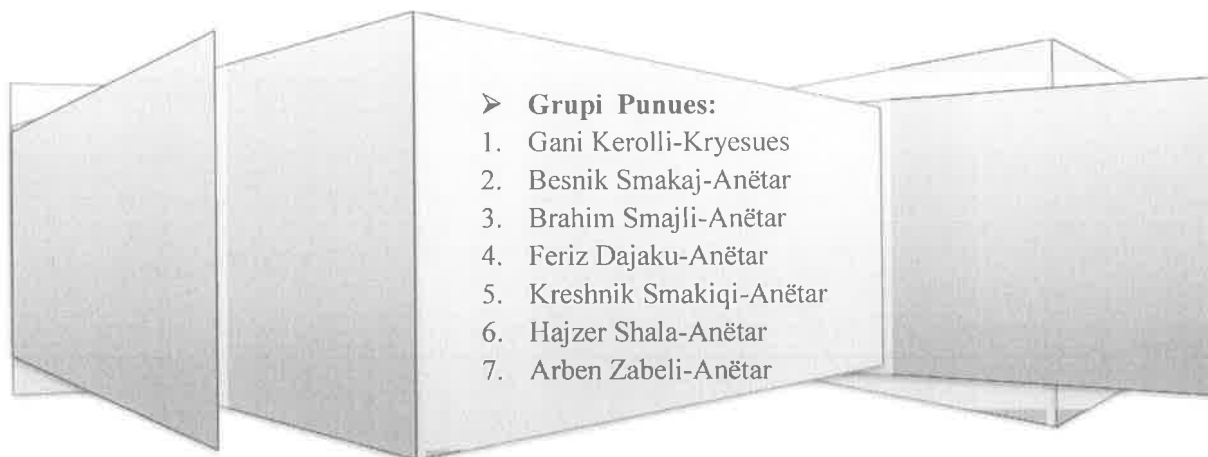 ➤ Grupi Punues:
1. Gani Kerolli-Kryesues
2. Besnik Smakaj-Anëtar
3. Brahim Smajli-Anëtar
4. Feriz Dajaku-Anëtar
5. Kreshnik Smakiqi-Anëtar
6. Hajzer Shala-Anëtar
7. Arben Zabeli-Anëtar